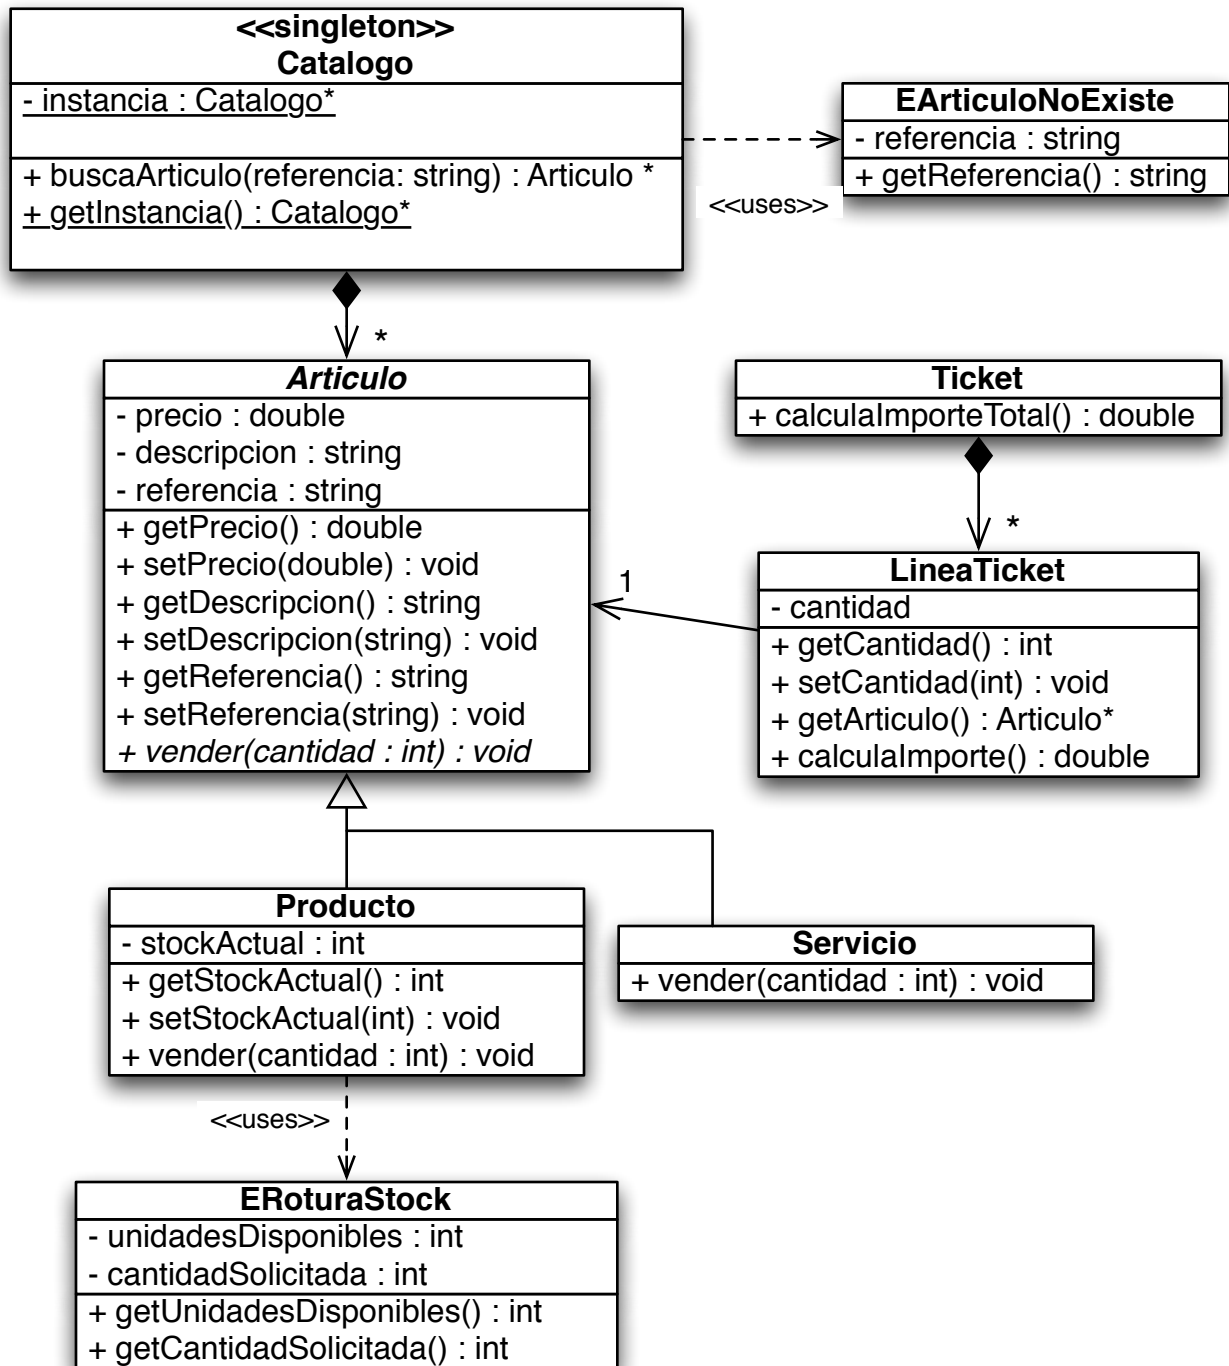 <<singleton>>
Catalogo
- instancia : Catalogo*
+ buscaArticulo(referencia: string) : Articulo *
+ getInstancia() : Catalogo*
EArticuloNoExiste
- referencia : string
+ getReferencia() : string
<<uses>>
*
Articulo
- precio : double
- descripcion : string
- referencia : string
+ getPrecio() : double
+ setPrecio(double) : void
+ getDescripcion() : string
+ setDescripcion(string) : void
+ getReferencia() : string
+ setReferencia(string) : void
+ vender(cantidad : int) : void
Ticket
+ calculaImporteTotal() : double
*
1
LineaTicket
- cantidad
+ getCantidad() : int
+ setCantidad(int) : void
+ getArticulo() : Articulo*
+ calculaImporte() : double
Producto
- stockActual : int
+ getStockActual() : int
+ setStockActual(int) : void
+ vender(cantidad : int) : void
Servicio
+ vender(cantidad : int) : void
<<uses>>
ERoturaStock
- unidadesDisponibles : int
- cantidadSolicitada : int
+ getUnidadesDisponibles() : int
+ getCantidadSolicitada() : int